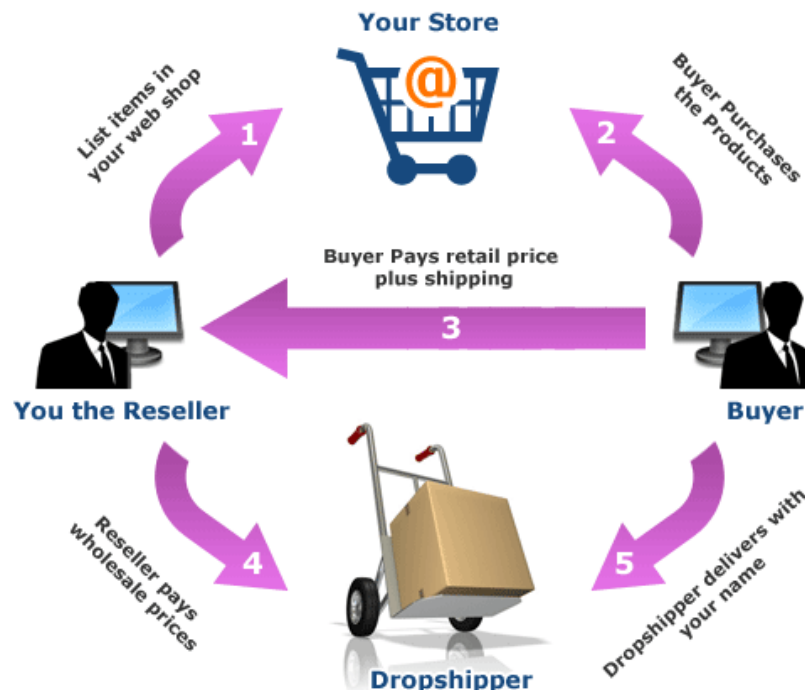 Your Store
@
List items in
your web shop
1
2
Buyer Purchases
the Products
Buyer Pays retail price
plus shipping
3
You the Reseller
Buyer
Reseller pays
wholesale prices
4
5
Dropshipper delivers with
your name
Dropshipper